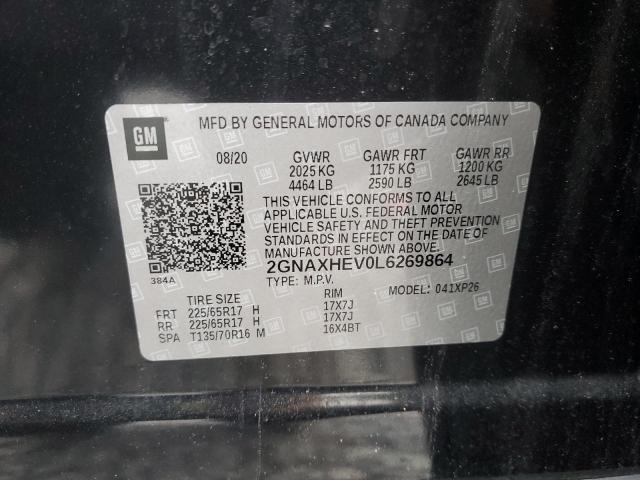 GM
MFD BY GENERAL MOTORS OF CANADA COMPANY
08/20 GVWR GAWR FRT GAWR RR
2025 KG 1175 KG 1200 KG
4464 LB 2590 LB 2645 LB
THIS VEHICLE CONFORMS TO ALL
APPLICABLE U.S. FEDERAL MOTOR
VEHICLE SAFETY AND THEFT PREVENTION
STANDARDS IN EFFECT ON THE DATE OF
MANUFACTURE SHOWN ABOVE.
2GNAXHEV0L6269864
384A TYPE: M.P.V. MODEL: 041XP26
TIRE SIZE RIM
FRT 225/65R17 H 17X7J
RR 225/65R17 H 17X7J
SPA T135/70R16 M 16X4BT